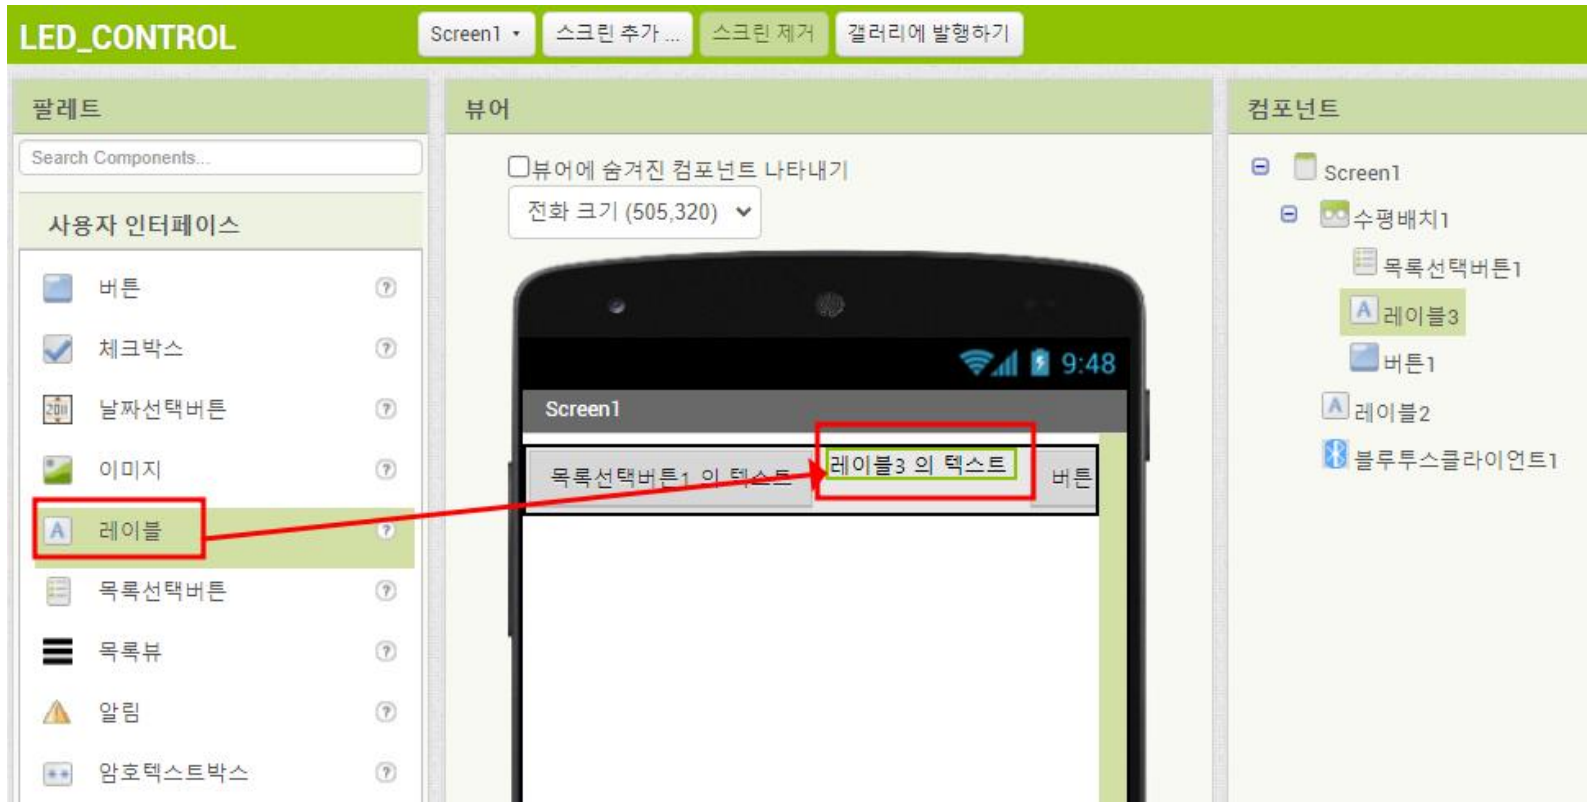 LED_CONTROL
Screen1
스크린 추가 ...
스크린 제거
갤러리에 발행하기
팔레트
Search Components...
사용자 인터페이스
버튼
체크박스
날짜선택버튼
이미지
레이블
목록선택버튼
목록뷰
알림
암호텍스트박스
뷰어
뷰어에 숨겨진 컴포넌트 나타내기
전화 크기 (505,320)
9:48
Screen1
목록선택버튼1 의 텍스트
레이블3 의 텍스트
버튼
컴포넌트
Screen1
수평배치1
목록선택버튼1
레이블3
버튼1
레이블2
블루투스클라이언트1